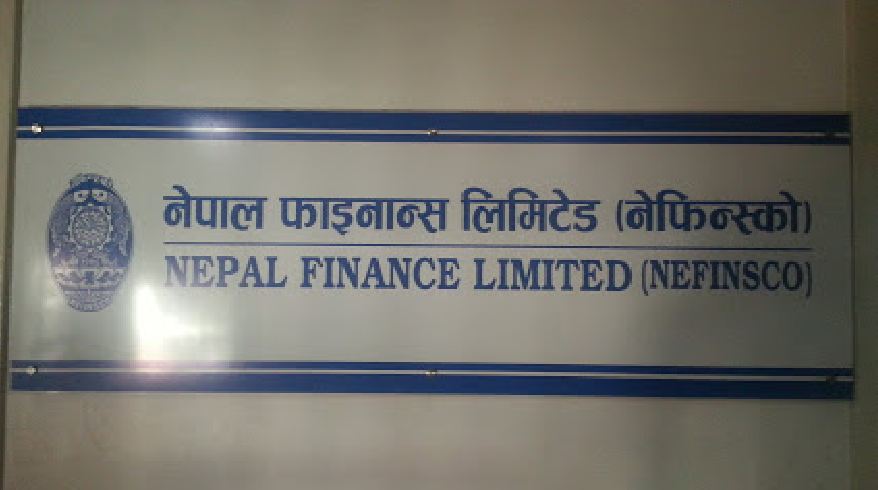 नेपाल फाइनान्स लिमिटेड (नेफिन्स्को)
NEPAL FINANCE LIMITED (NEFINSCO)